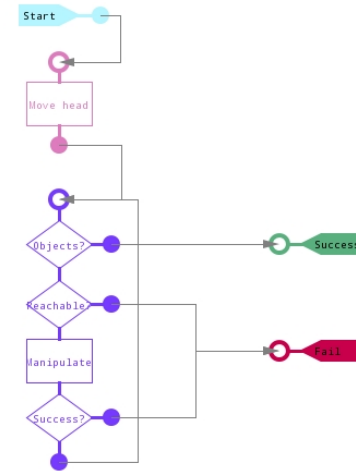 Start
Move head
Objects?
Success
Reachable?
Fail
Manipulate
Success?